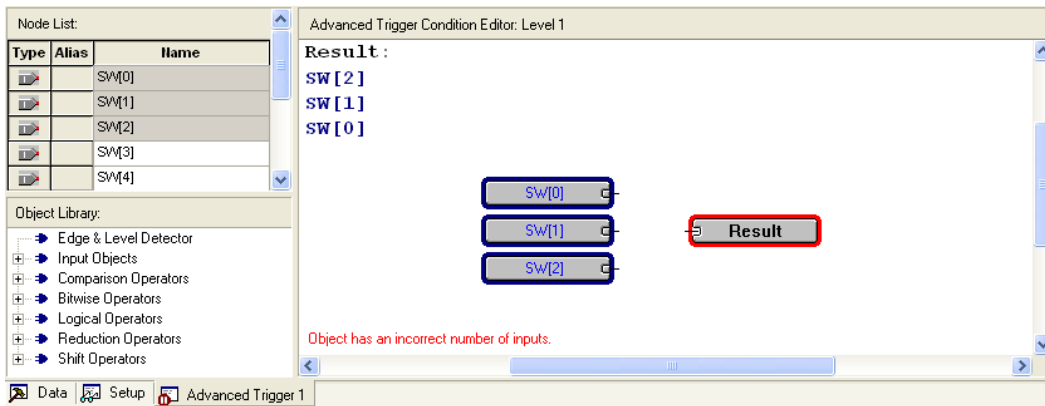 Node List:
Type Alias Name
SW[0]
SW[1]
SW[2]
SW[3]
SW[4]
Object Library:
Edge & Level Detector
Input Objects
Comparison Operators
Bitwise Operators
Logical Operators
Reduction Operators
Shift Operators
Advanced Trigger Condition Editor: Level 1
Result:
SW[2]
SW[1]
SW[0]
SW[0]
SW[1]
SW[2]
Result
Object has an incorrect number of inputs.
Data Setup Advanced Trigger 1